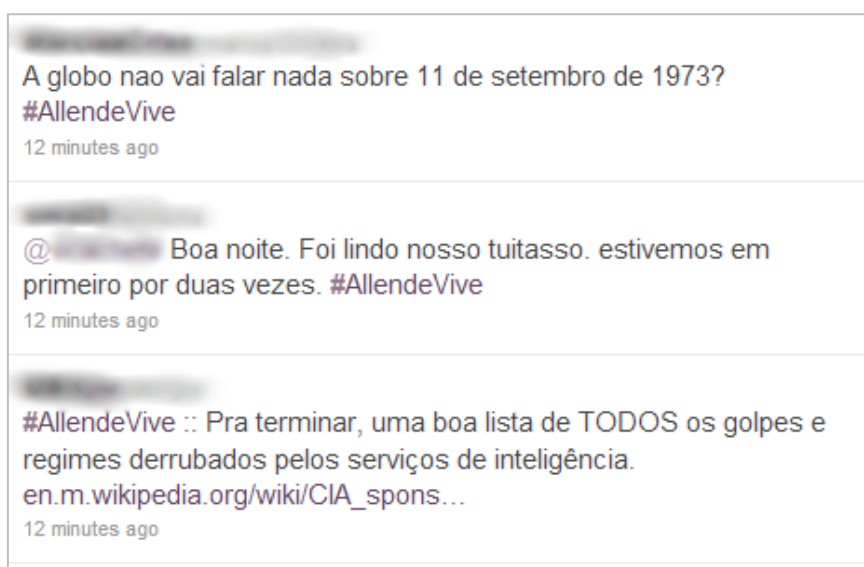 A globo nao vai falar nada sobre 11 de setembro de 1973?
#AllendeVive
12 minutes ago
@ Boa noite. Foi lindo nosso tuitasso. estivemos em
primeiro por duas vezes. #AllendeVive
12 minutes ago
#AllendeVive :: Pra terminar, uma boa lista de TODOS os golpes e
regimes derrubados pelos serviços de inteligência.
en.m.wikipedia.org/wiki/CIA_spons...
12 minutes ago